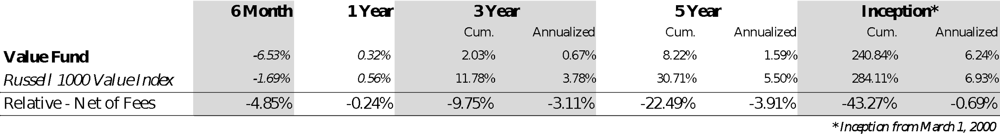 6 Month 1 Year 3 Year 5 Year Inception*
Cum. Annualized Cum. Annualized Cum. Annualized
Value Fund -6.53% 0.32% 2.03% 0.67% 8.22% 1.59% 240.84% 6.24%
Russell 1000 Value Index -1.69% 0.56% 11.78% 3.78% 30.71% 5.50% 284.11% 6.93%
Relative - Net of Fees -4.85% -0.24% -9.75% -3.11% -22.49% -3.91% -43.27% -0.69%
* Inception from March 1, 2000